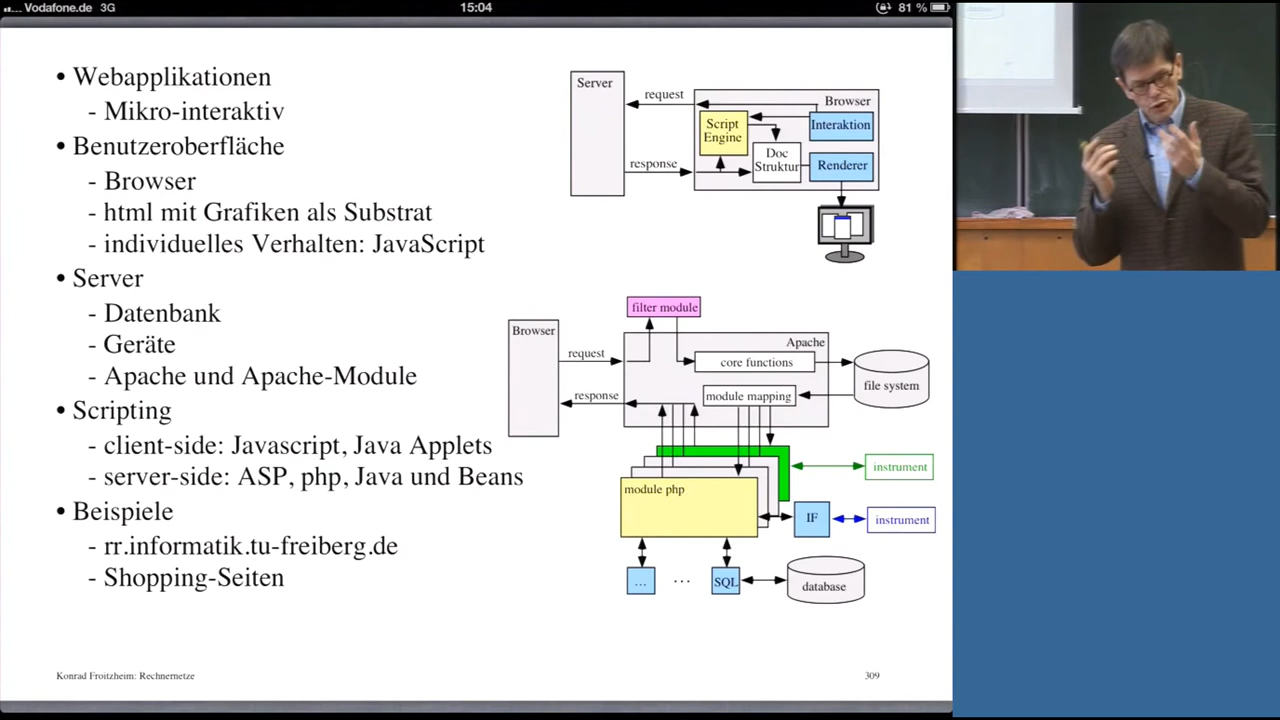 Vodafone.de 3G
15:04
81 %
• Webapplikationen
- Mikro-interaktiv
• Benutzeroberfläche
- Browser
- html mit Grafiken als Substrat
- individuelles Verhalten: JavaScript
• Server
- Datenbank
- Geräte
- Apache und Apache-Module
• Scripting
- client-side: Javascript, Java Applets
- server-side: ASP, php, Java und Beans
• Beispiele
- rr.informatik.tu-freiberg.de
- Shopping-Seiten
Server
request
response
Browser
Script
Engine
Interaktion
Doc
Struktur
Renderer
filter module
Browser
request
response
Apache
core functions
module mapping
file system
module php
instrument
IF
instrument
...
...
SQL
database
Konrad Froitzheim: Rechnernetze
309